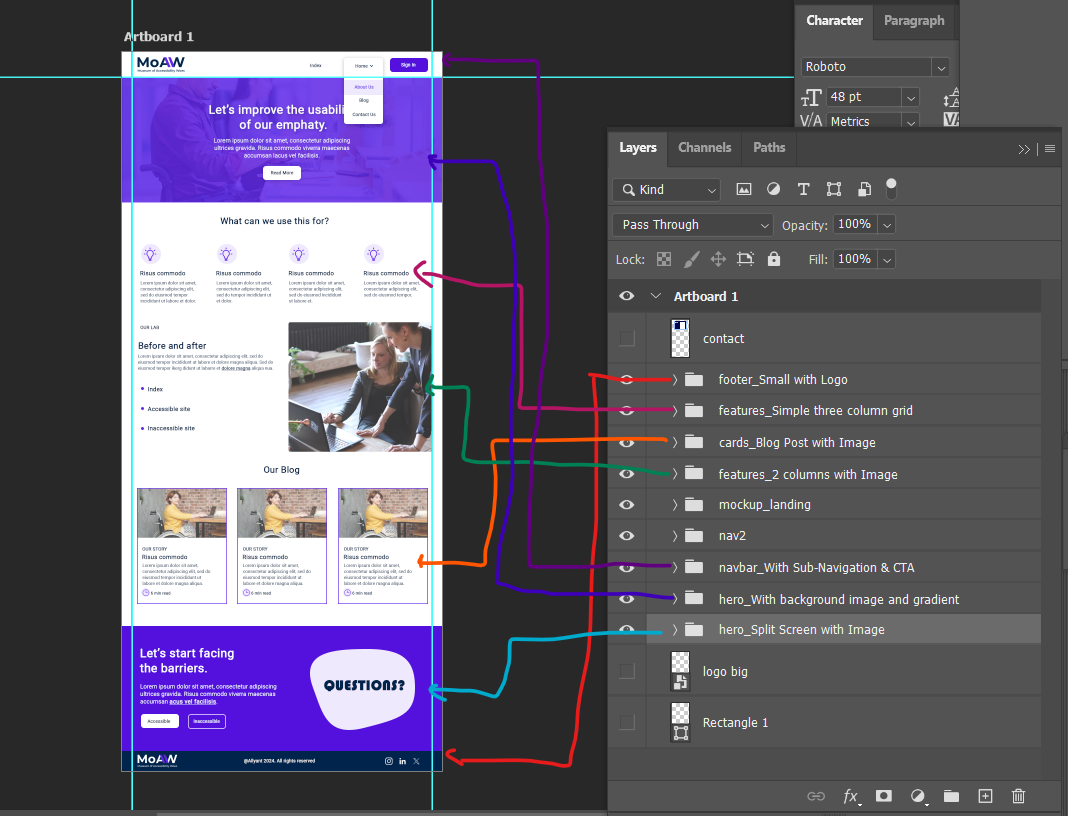 Character
Paragraph
Roboto
48 pt
Metrics
Artboard 1
MoAW
Museum of Accessibility Wales
Index
Home
Sign in
About Us
Blog
Contact Us
Let's improve the usabili
of our emphaty.
Lorem ipsum dolor sit amet, consectetur adipiscing
ultrices gravida. Risus commodo viverra maecenas
accumsan lacus vel facilisis.
Read More
What can we use this for?
Risus commodo
Lorem ipsum dolor sit
amet, consectetur
adipiscing elit, sed do
eiusmod tempor incididunt
ut labore et dolor.
Risus commodo
Lorem ipsum dolor sit
amet, consectetur
adipiscing elit, sed do
eiusmod tempor incididunt
ut labore et dolor.
Risus commodo
Lorem ipsum dolor sit
amet, consectetur
adipiscing elit, sed do
eiusmod tempor incididunt
ut labore et.
Risus commodo
Lorem ipsum dolor sit amet,
consectetur adipiscing elit,
sed do eiusmod tempor.
OUR LAB
Before and after
Lorem ipsum dolor sit amet, consectetur adipiscing elit, sed do
eiusmod tempor incididunt ut labore et dolore magna aliqua. Sed do
dolore magna aliqua nua.
Index
Accessible site
Inaccessible site
Our Blog
OUR STORY
Risus commodo
Lorem ipsum dolor sit amet, consectetur
adipiscing elit, sed do eiusmod tempor
incididunt ut labore et dolore magna aliqua.
6 min read
OUR STORY
Risus commodo
Lorem ipsum dolor sit amet, consectetur
adipiscing elit, sed do eiusmod tempor
incididunt ut labore et dolore magna aliqua.
6 min read
OUR STORY
Risus commodo
Lorem ipsum dolor sit amet, consectetur
adipiscing elit, sed do eiusmod tempor
incididunt ut labore et dolore magna aliqua.
6 min read
Let's start facing
the barriers.
Lorem ipsum dolor sit amet, consectetur adipiscing
ultrices gravida. Risus commodo viverra maecenas
accumsan acus vel facilisis.
Accessible
Inaccessible
QUESTIONS?
MoAW
Museum of Accessibility Wales
@Allyant 2024. All rights reserved
Layers
Channels
Paths
Kind
Pass Through
Opacity:
100%
Lock:
Fill:
100%
Artboard 1
contact
footer_Small with Logo
features_Simple three column grid
cards_Blog Post with Image
features_2 columns with Image
mockup_landing
nav2
navbar_With Sub-Navigation & CTA
hero_With background image and gradient
hero_Split Screen with Image
logo big
Rectangle 1
fx